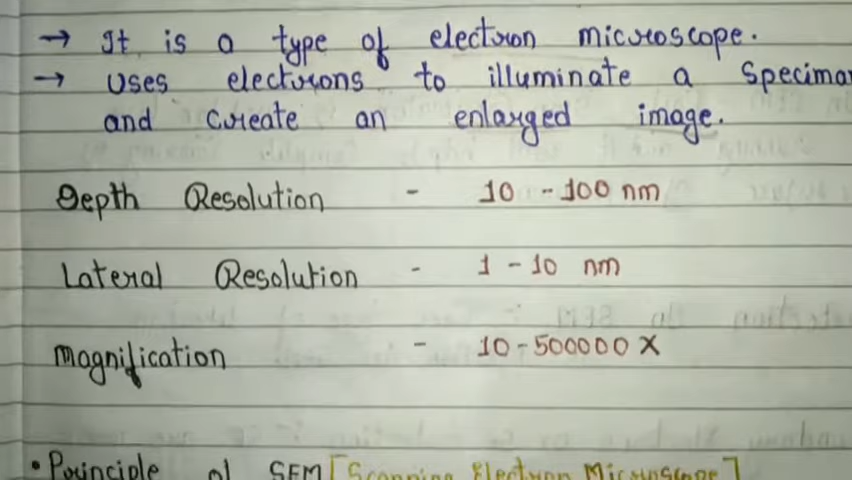 → It is a type of electron microscope.
→ uses electrons to illuminate a specimen
and create an enlarged image.
Depth Resolution - 10 - 100 nm
Lateral Resolution - 1 - 10 nm
Magnification - 10 - 500000 X
• Principle of SEM [Scanning Electron Microscope]